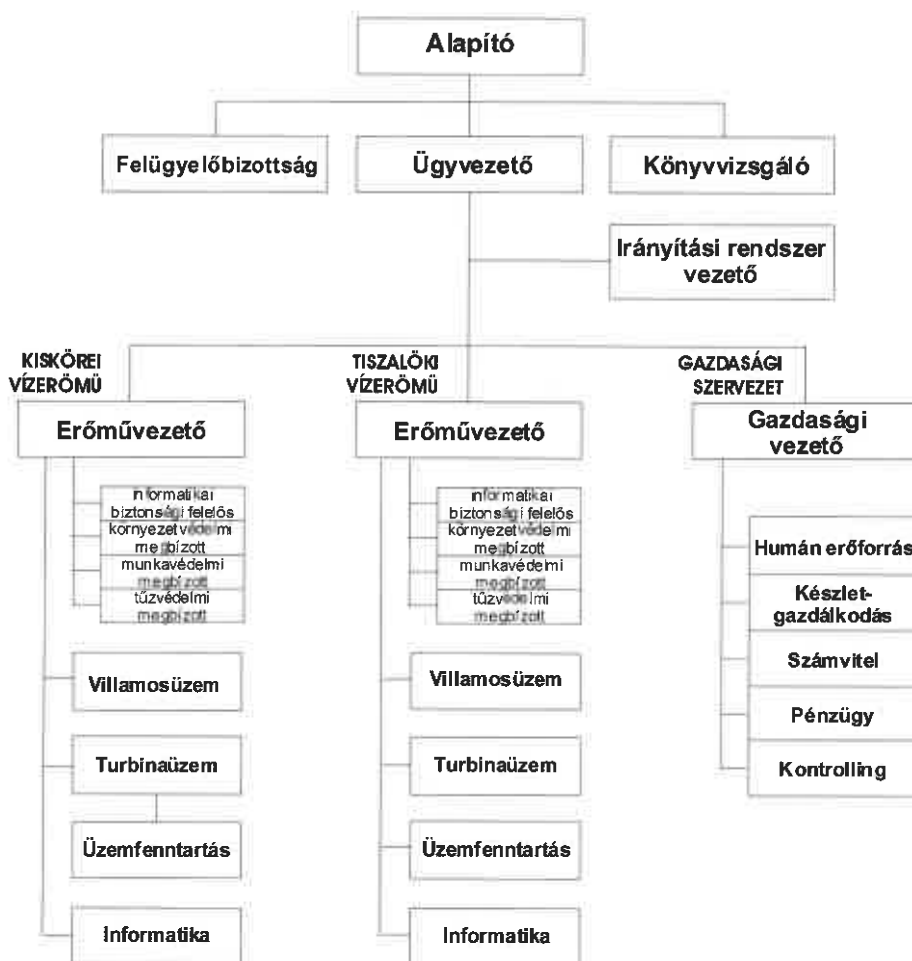 Alapító
Felügyelőbizottság
Ügyvezető
Könyvvizsgáló
Irányítási rendszer
vezető
KISKÖREI
VÍZERÖMÜ
Erőművezető
informatikai
biztonsági felelős
környezetvédelmi
megbízott
munkavédelmi
megbízott
tűzvédelmi
megbízott
Villamosüzem
Turbinaüzem
Üzemfenntartás
Informatika
TISZALÖKI
VÍZERÖMÜ
Erőművezető
informatikai
biztonsági felelős
környezetvédelmi
megbízott
munkavédelmi
megbízott
tűzvédelmi
megbízott
Villamosüzem
Turbinaüzem
Üzemfenntartás
Informatika
GAZDASÁGI
SZERVEZET
Gazdasági
vezető
Humán erőforrás
Készlet-
gazdálkodás
Számvitel
Pénzügy
Kontrolling